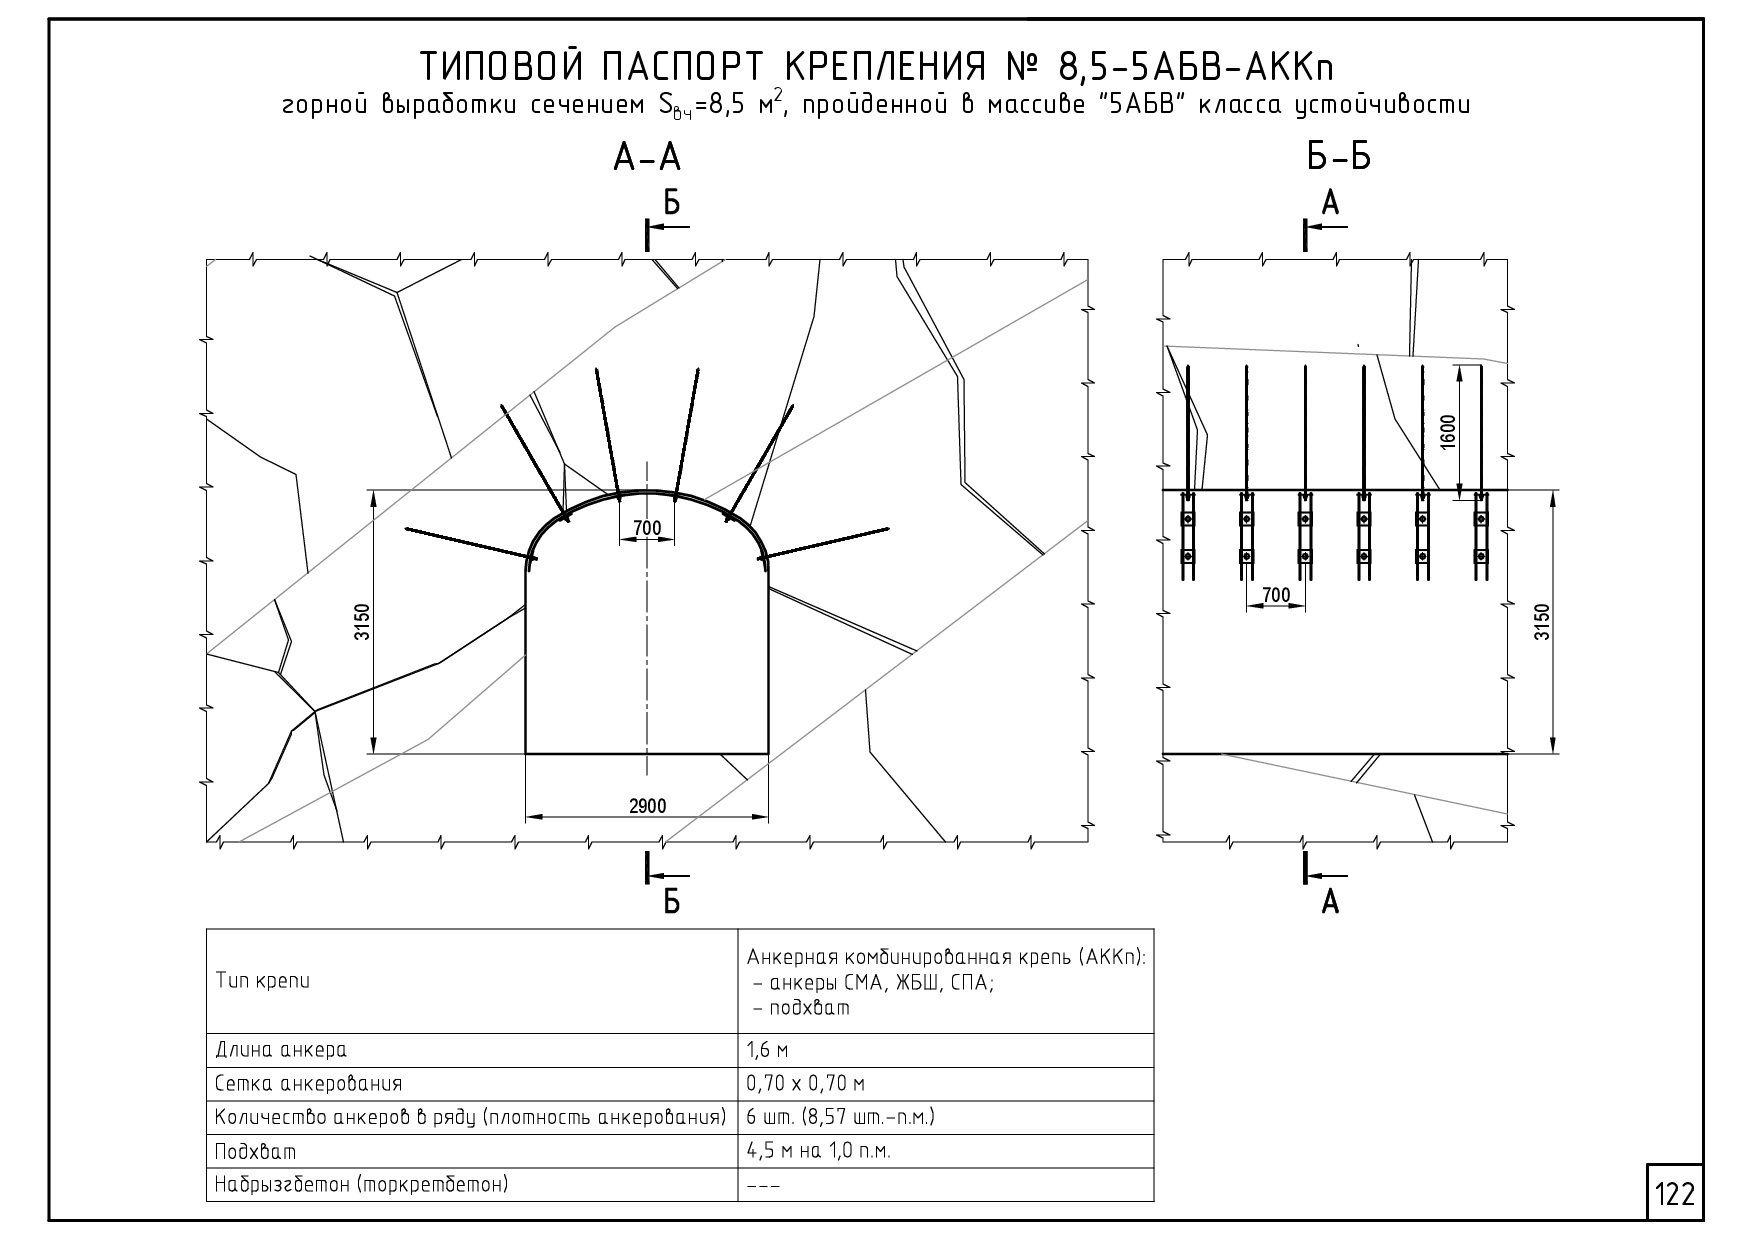 ТИПОВОЙ ПАСПОРТ КРЕПЛЕНИЯ № 8,5-5АБВ-АККп
горной выработки сечением Sвч=8,5 м², пройденной в массиве "5АБВ" класса устойчивости
А-А
Б-Б
Б
А
1600
700
700
3150
3150
2900
Б
А
Тип крепи
Анкерная комбинированная крепь (АККп):
- анкеры СМА, ЖБШ, СПА;
- подхват
Длина анкера
1,6 м
Сетка анкерования
0,70 х 0,70 м
Количество анкеров в ряду (плотность анкерования)
6 шт. (8,57 шт.-п.м.)
Подхват
4,5 м на 1,0 п.м.
Набрызгбетон (торкретбетон)
---
122